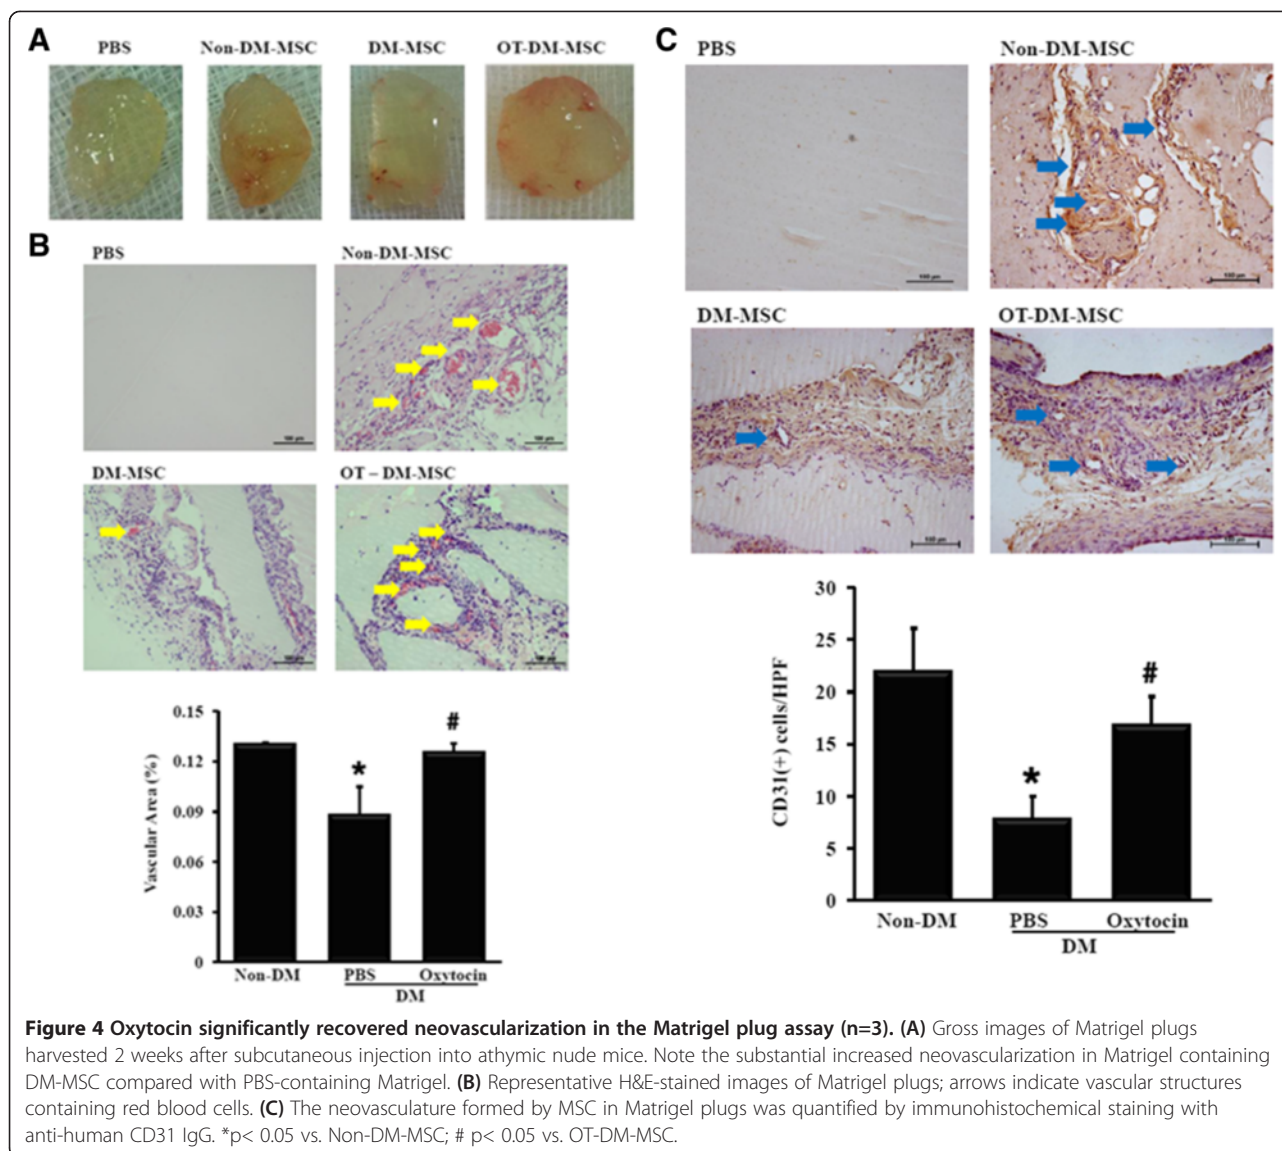 A
PBS Non-DM-MSC DM-MSC OT-DM-MSC
B
PBS Non-DM-MSC
DM-MSC OT – DM-MSC
Vascular Area (%)
0.15
0.12
0.09
0.06
0.03
0
*
#
Non-DM PBS Oxytocin
DM
C
PBS Non-DM-MSC
DM-MSC OT-DM-MSC
CD31(+) cells/HPF
30
25
20
15
10
5
0
*
#
Non-DM PBS Oxytocin
DM
Figure 4 Oxytocin significantly recovered neovascularization in the Matrigel plug assay (n=3). (A) Gross images of Matrigel plugs
harvested 2 weeks after subcutaneous injection into athymic nude mice. Note the substantial increased neovascularization in Matrigel containing
DM-MSC compared with PBS-containing Matrigel. (B) Representative H&E-stained images of Matrigel plugs; arrows indicate vascular structures
containing red blood cells. (C) The neovasculature formed by MSC in Matrigel plugs was quantified by immunohistochemical staining with
anti-human CD31 IgG. *p< 0.05 vs. Non-DM-MSC; # p< 0.05 vs. OT-DM-MSC.